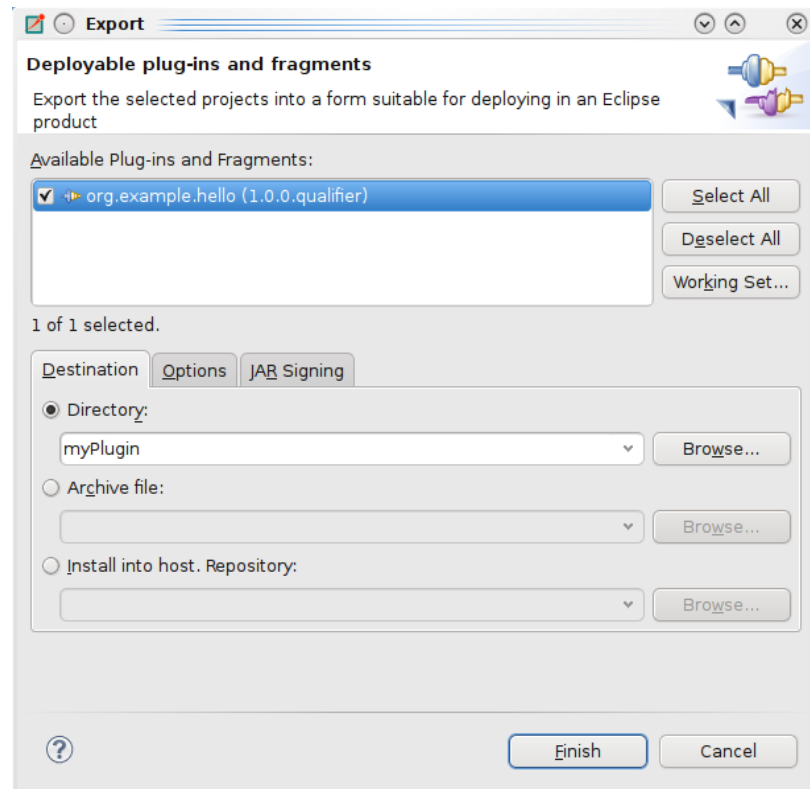 Export
Deployable plug-ins and fragments
Export the selected projects into a form suitable for deploying in an Eclipse
product
Available Plug-ins and Fragments:
org.example.hello (1.0.0.qualifier)
Select All
Deselect All
Working Set...
1 of 1 selected.
Destination Options JAR Signing
Directory:
myPlugin Browse...
Archive file:
Browse...
Install into host. Repository:
Browse...
? Finish Cancel